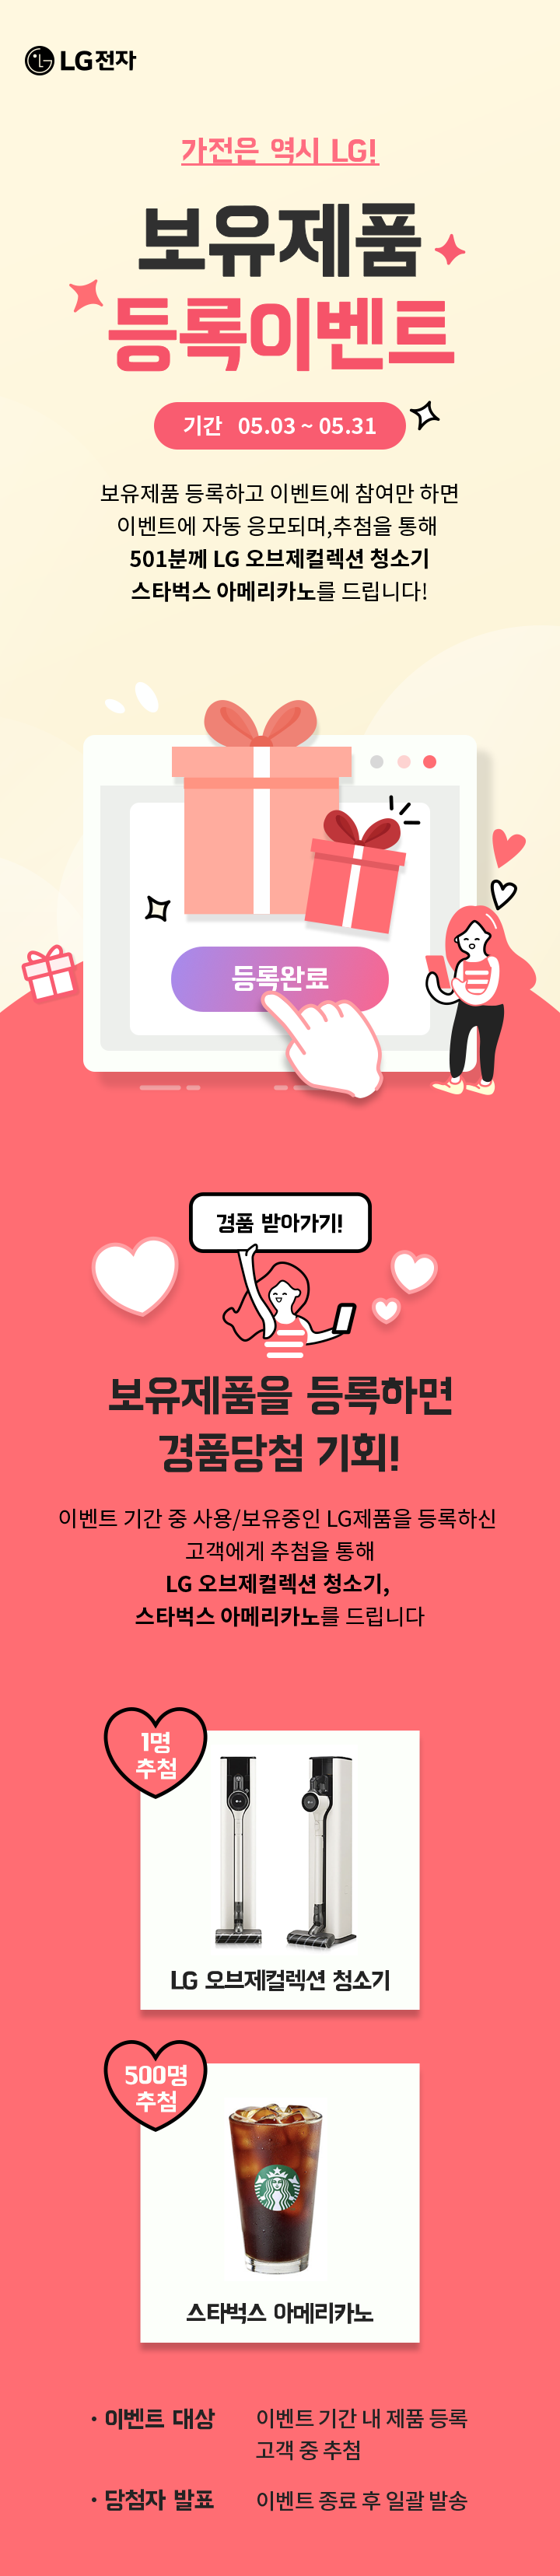 LG전자
가전은 역시 LG!
보유제품
등록이벤트
기간 05.03 ~ 05.31
보유제품 등록하고 이벤트에 참여만 하면
이벤트에 자동 응모되며,추첨을 통해
501분께 LG 오브제컬렉션 청소기
스타벅스 아메리카노를 드립니다!
등록완료
경품 받아가기!
보유제품을 등록하면
경품당첨 기회!
이벤트 기간 중 사용/보유중인 LG제품을 등록하신
고객에게 추첨을 통해
LG 오브제컬렉션 청소기,
스타벅스 아메리카노를 드립니다
1명
추첨
LG 오브제컬렉션 청소기
500명
추첨
스타벅스 아메리카노
· 이벤트 대상 이벤트 기간 내 제품 등록
고객 중 추첨
· 당첨자 발표 이벤트 종료 후 일괄 발송